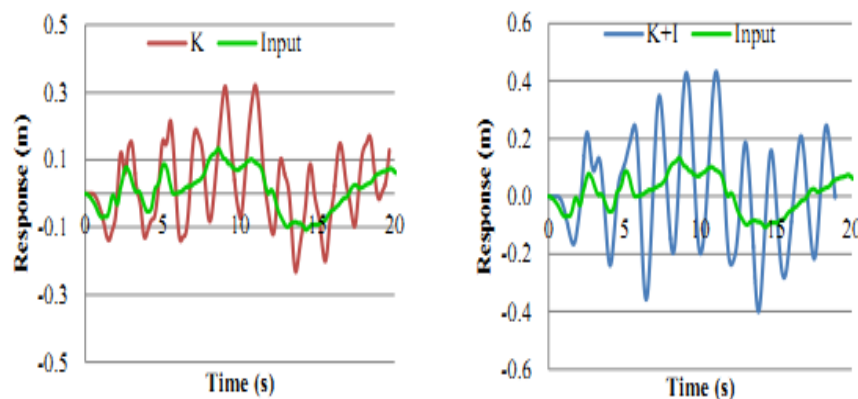 0.5
K Input
0.3
0.1
-0.1
-0.3
-0.5
0 5 10 15 20
Response (m)
Time (s)
0.6
K+I Input
0.4
0.2
0.0
-0.2
-0.4
-0.6
0 5 10 15 20
Response (m)
Time (s)